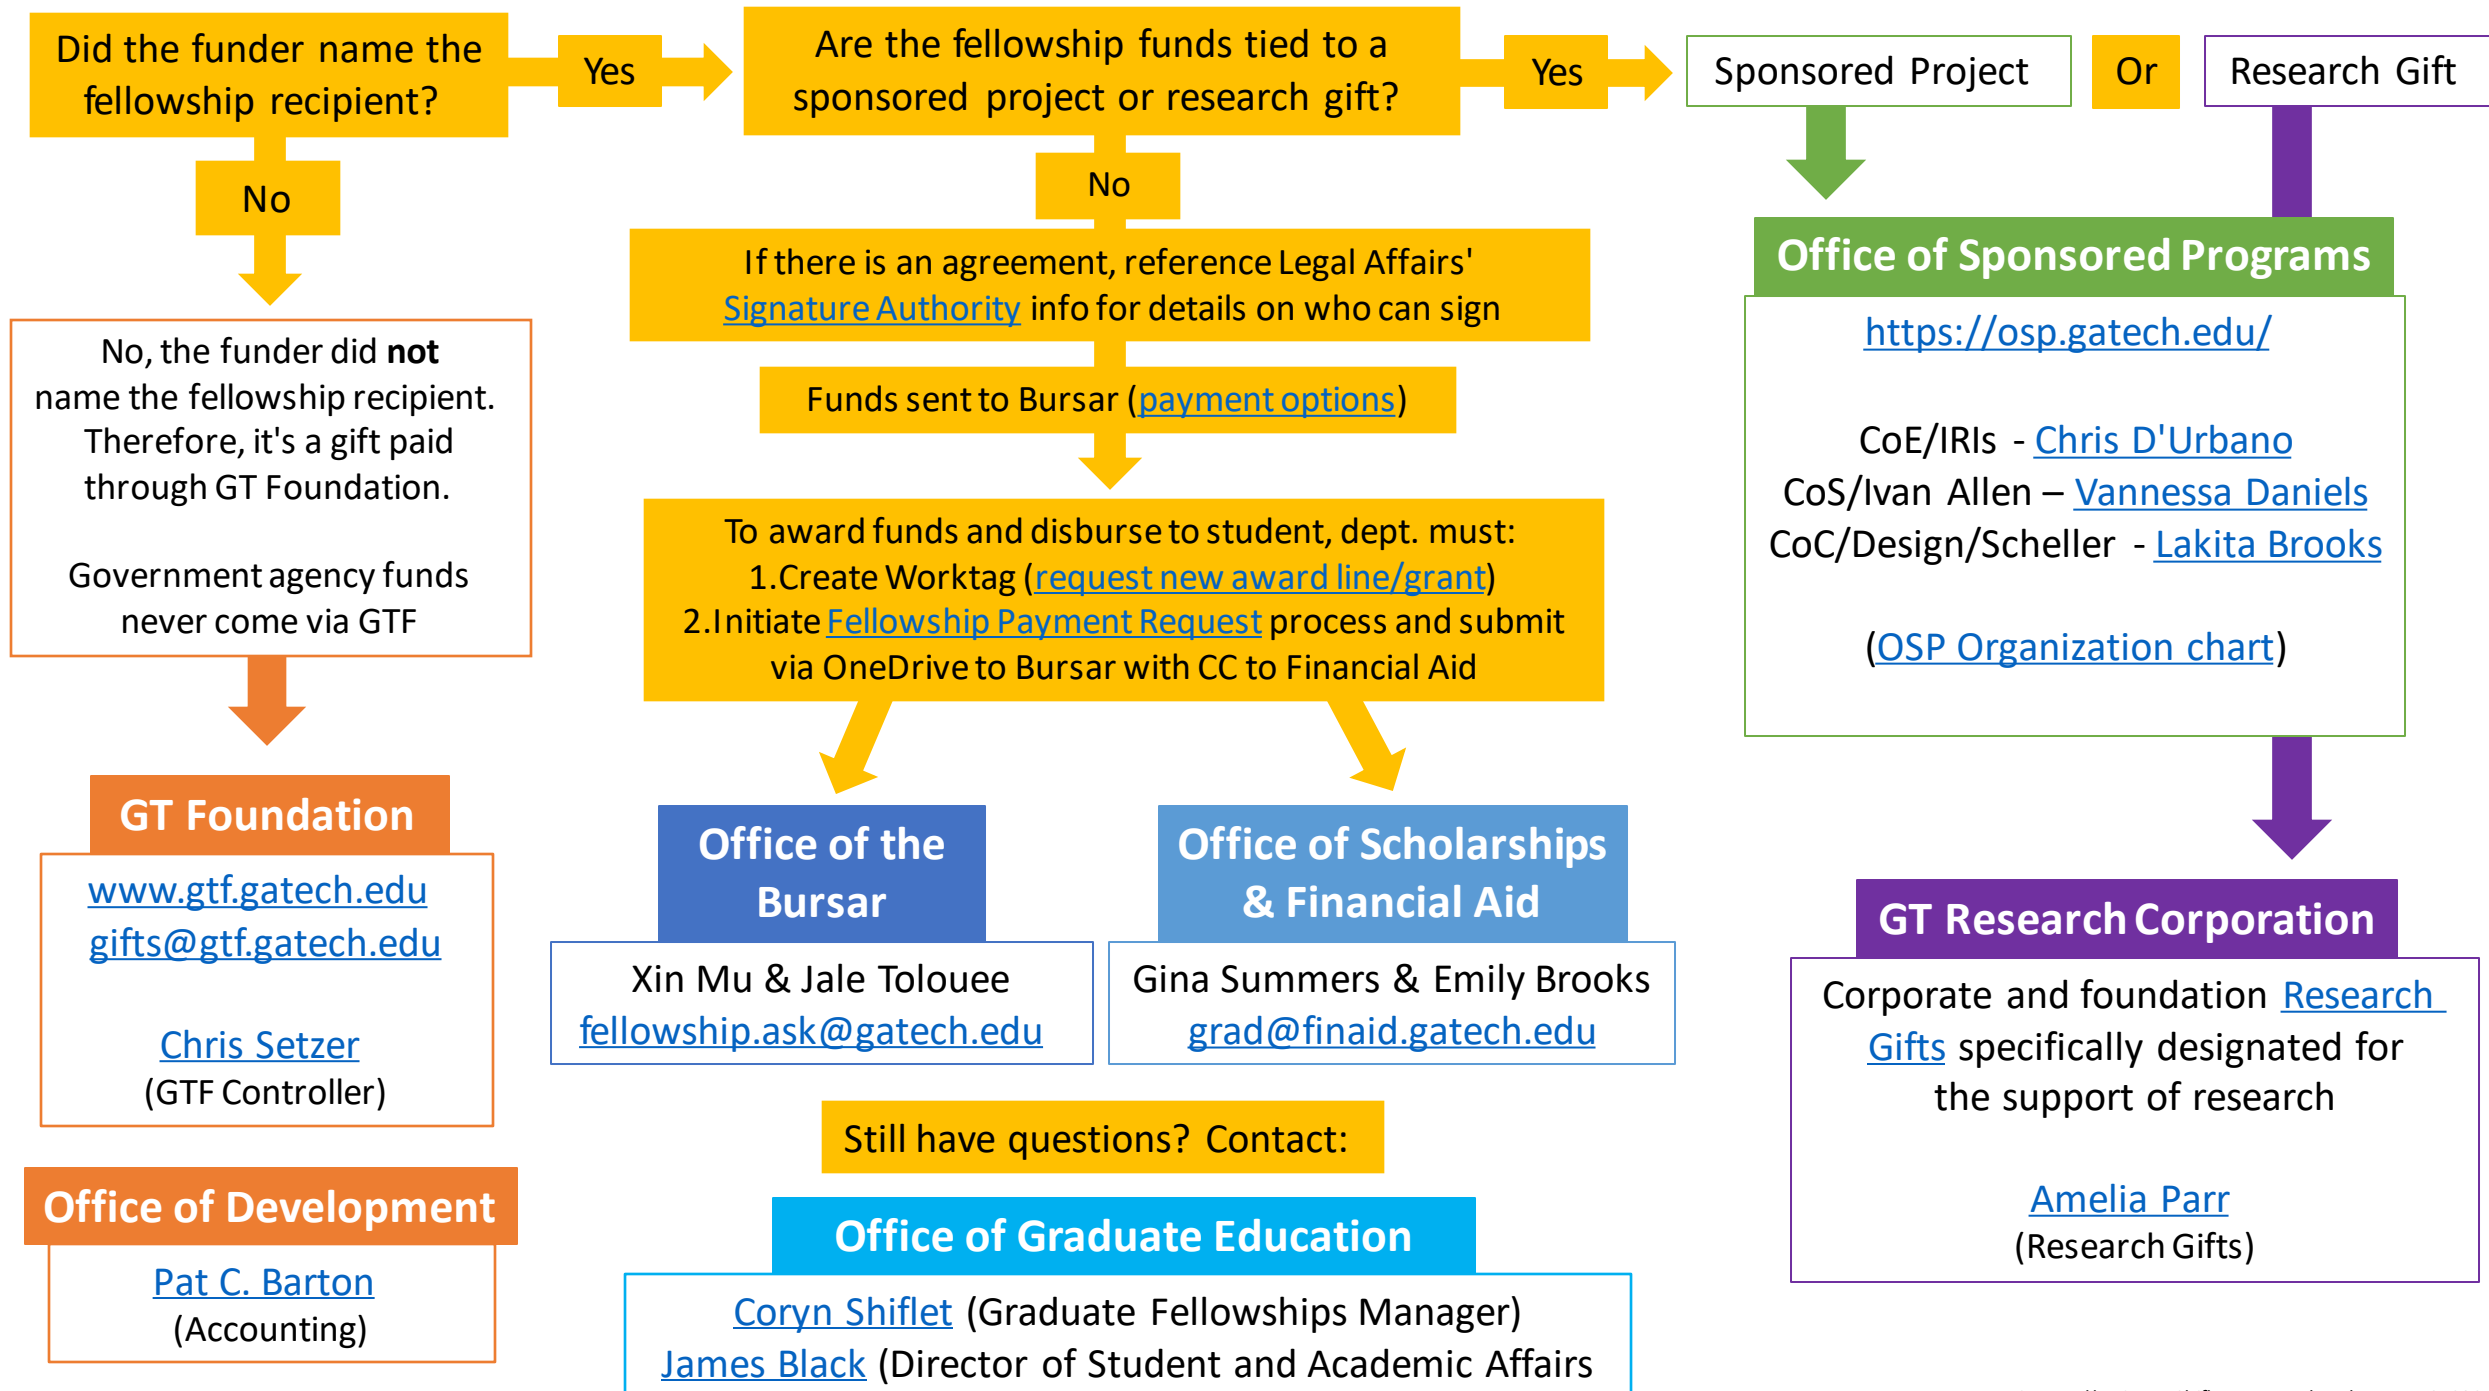 Did the funder name the
fellowship recipient?
Yes
Are the fellowship funds tied to a
sponsored project or research gift?
Yes
Sponsored Project
Or
Research Gift
No
No, the funder did not
name the fellowship recipient.
Therefore, it's a gift paid
through GT Foundation.
Government agency funds
never come via GTF
GT Foundation
www.gtf.gatech.edu
gifts@gtf.gatech.edu
Chris Setzer
(GTF Controller)
Office of Development
Pat C. Barton
(Accounting)
No
If there is an agreement, reference Legal Affairs'
Signature Authority info for details on who can sign
Funds sent to Bursar (payment options)
To award funds and disburse to student, dept. must:
1.Create Worktag (request new award line/grant)
2.Initiate Fellowship Payment Request process and submit
via OneDrive to Bursar with CC to Financial Aid
Office of the
Bursar
Xin Mu & Jale Tolouee
fellowship.ask@gatech.edu
Office of Scholarships
& Financial Aid
Gina Summers & Emily Brooks
grad@finaid.gatech.edu
Still have questions? Contact:
Office of Graduate Education
Coryn Shiflet (Graduate Fellowships Manager)
James Black (Director of Student and Academic Affairs
Office of Sponsored Programs
https://osp.gatech.edu/
CoE/IRIs - Chris D'Urbano
CoS/Ivan Allen – Vannessa Daniels
CoC/Design/Scheller - Lakita Brooks
(OSP Organization chart)
GT Research Corporation
Corporate and foundation Research
Gifts specifically designated for
the support of research
Amelia Parr
(Research Gifts)